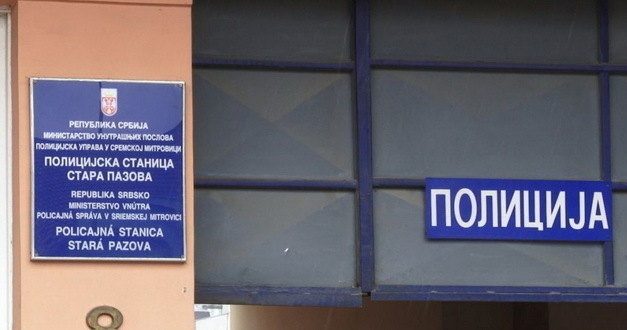 РЕПУБЛИКА СРБИЈА
МИНИСТАРСТВО УНУТРАШЊИХ ПОСЛОВА
ПОЛИЦИЈСКА УПРАВА У СРЕМСКОЈ МИТРОВИЦИ
ПОЛИЦИЈСКА СТАНИЦА
СТАРА ПАЗОВА
REPUBLIKA SRBSKO
MINISTERSTVO VNÚTRA
POLICAJNÁ SPRÁVA V SRIEMSKEJ MITROVICI
POLICAJNÁ STANICA
STARÁ PAZOVA
ПОЛИЦИЈА